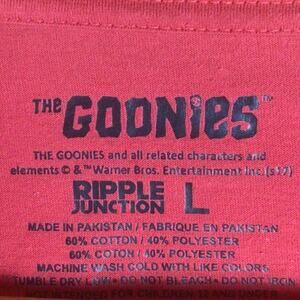 THE GOONIES™
THE GOONIES and all related characters and
elements © & ™ Warner Bros. Entertainment Inc. (s17)
RIPPLE
JUNCTION L
MADE IN PAKISTAN / FABRIQUE EN PAKISTAN
60% COTTON / 40% POLYESTER
60% COTON / 40% POLYESTER
MACHINE WASH COLD WITH LIKE COLORS
TUMBLE DRY LOW • DO NOT BLEACH • DO NOT IRON